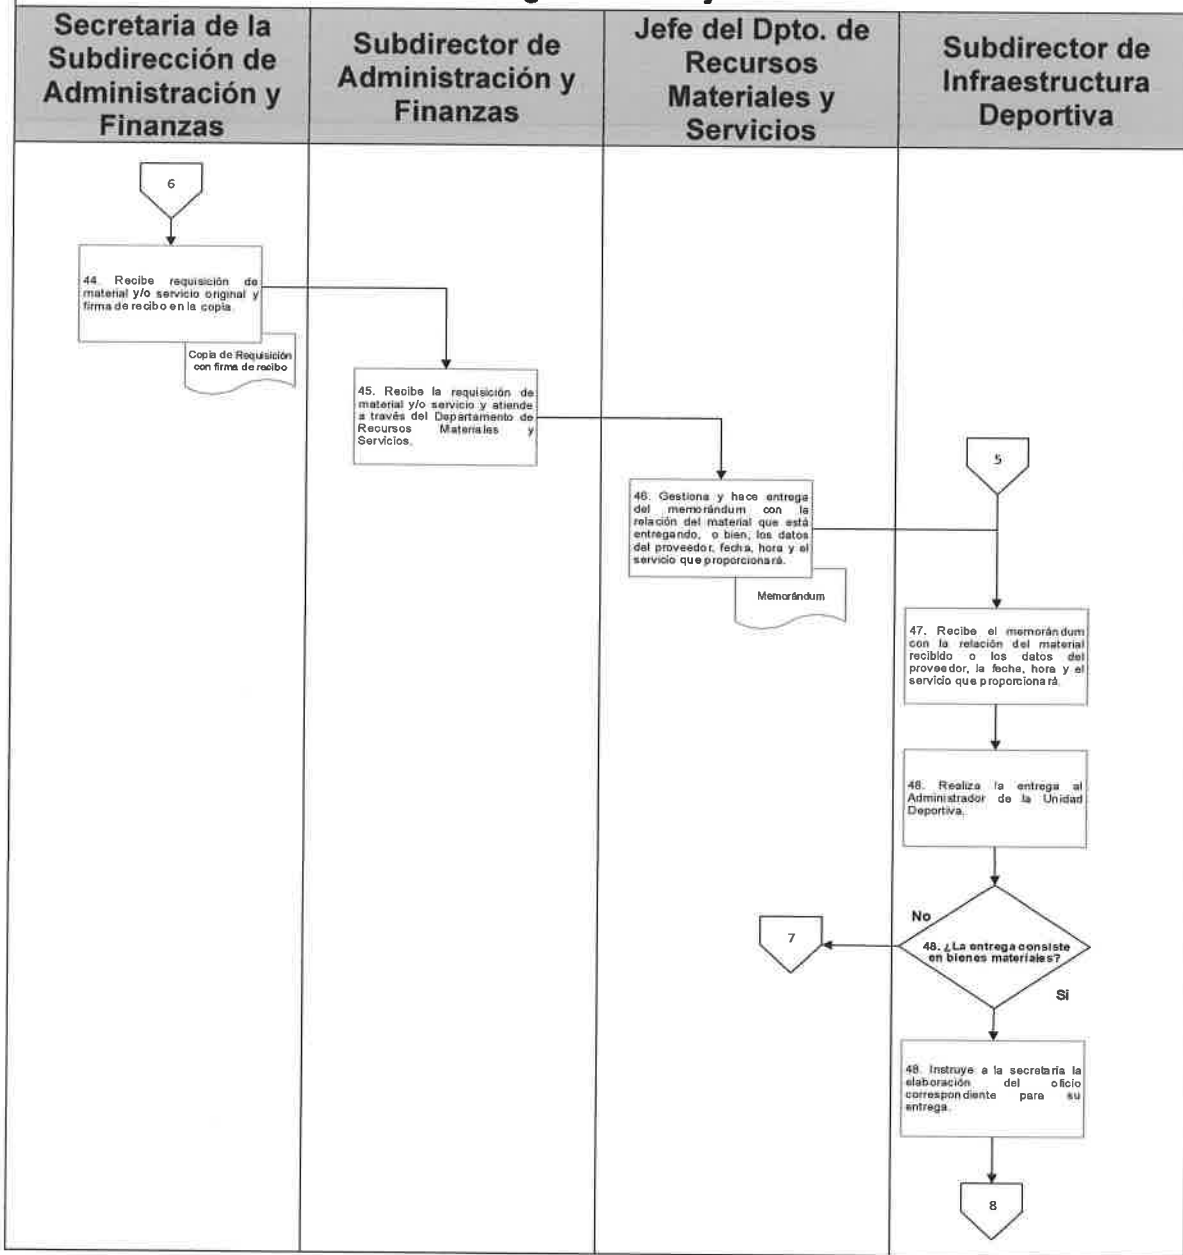 Secretaria de la
Subdirección de
Administración y
Finanzas
Subdirector de
Administración y
Finanzas
Jefe del Dpto. de
Recursos
Materiales y
Servicios
Subdirector de
Infraestructura
Deportiva
6
44. Recibe requisición de
material y/o servicio original y
firma de recibo en la copia.
Copia de Requisición
con firma de recibo
45. Recibe la requisición de
material y/o servicio y atiende
a través del Departamento de
Recursos Materiales y
Servicios.
5
46. Gestiona y hace entrega
del memorándum con la
relación del material que está
entregando, o bien, los datos
del proveedor, fecha, hora y el
servicio que proporcionará.
Memorándum
47. Recibe el memorándum
con la relación del material
recibido o los datos del
proveedor, la fecha, hora y el
servicio que proporcionará.
48. Realiza la entrega al
Administrador de la Unidad
Deportiva.
No
7
48. ¿La entrega consiste
en bienes materiales?
Si
48. Instruye a la secretaria la
elaboración del oficio
correspondiente para su
entrega.
8